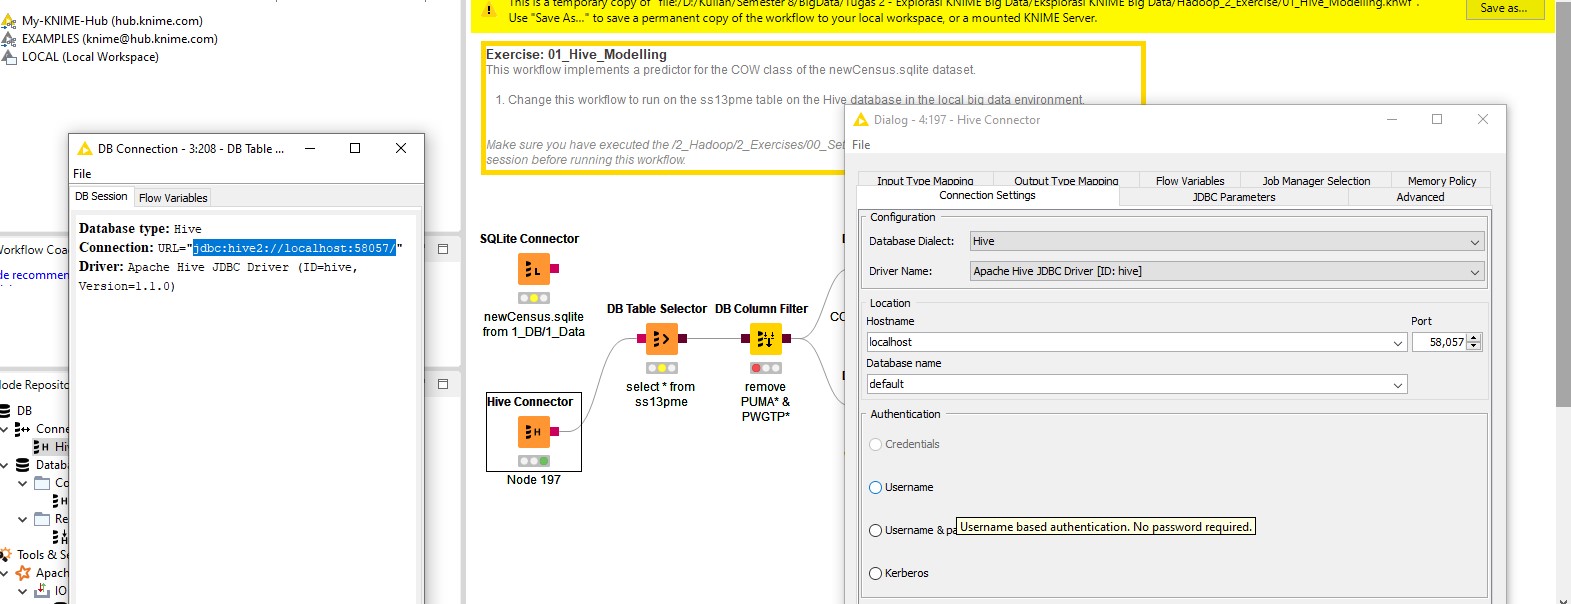 My-KNIME-Hub (hub.knime.com)
EXAMPLES (knime@hub.knime.com)
LOCAL (Local Workspace)
This is a temporary copy of "file:/D:/Kuliah/Semester 8/BigData/Tugas 2 - Explorasi KNIME Big Data/Eksplorasi KNIME Big Data/Hadoop_2_Exercise/01_Hive_Modelling.knwf".
Use "Save As..." to save a permanent copy of the workflow to your local workspace, or a mounted KNIME Server.
Save as...
Exercise: 01_Hive_Modelling
This workflow implements a predictor for the COW class of the newCensus.sqlite dataset.
1. Change this workflow to run on the ss13pme table on the Hive database in the local big data environment.
Make sure you have executed the /2_Hadoop/2_Exercises/00_Set
session before running this workflow.
DB Connection - 3:208 - DB Table ...
File
DB Session
Flow Variables
Database type: Hive
Connection: URL="jdbc:hive2://localhost:58057/"
Driver: Apache Hive JDBC Driver (ID=hive,
Version=1.1.0)
Workflow Coa
de recommen
Node Reposito
DB
Conne
Hi
Datab
Co
Re
Tools & Se
Apach
IO
SQLite Connector
newCensus.sqlite
from 1_DB/1_Data
DB Table Selector
select * from
ss13pme
DB Column Filter
remove
PUMA* &
PWGTP*
Hive Connector
Node 197
CO
Dialog - 4:197 - Hive Connector
File
Input Type Mapping
Output Type Mapping
Flow Variables
Job Manager Selection
Memory Policy
Connection Settings
JDBC Parameters
Advanced
Configuration
Database Dialect:
Hive
Driver Name:
Apache Hive JDBC Driver [ID: hive]
Location
Hostname
Port
localhost
58,057
Database name
default
Authentication
Credentials
Username
Username & pa
Username based authentication. No password required.
Kerberos